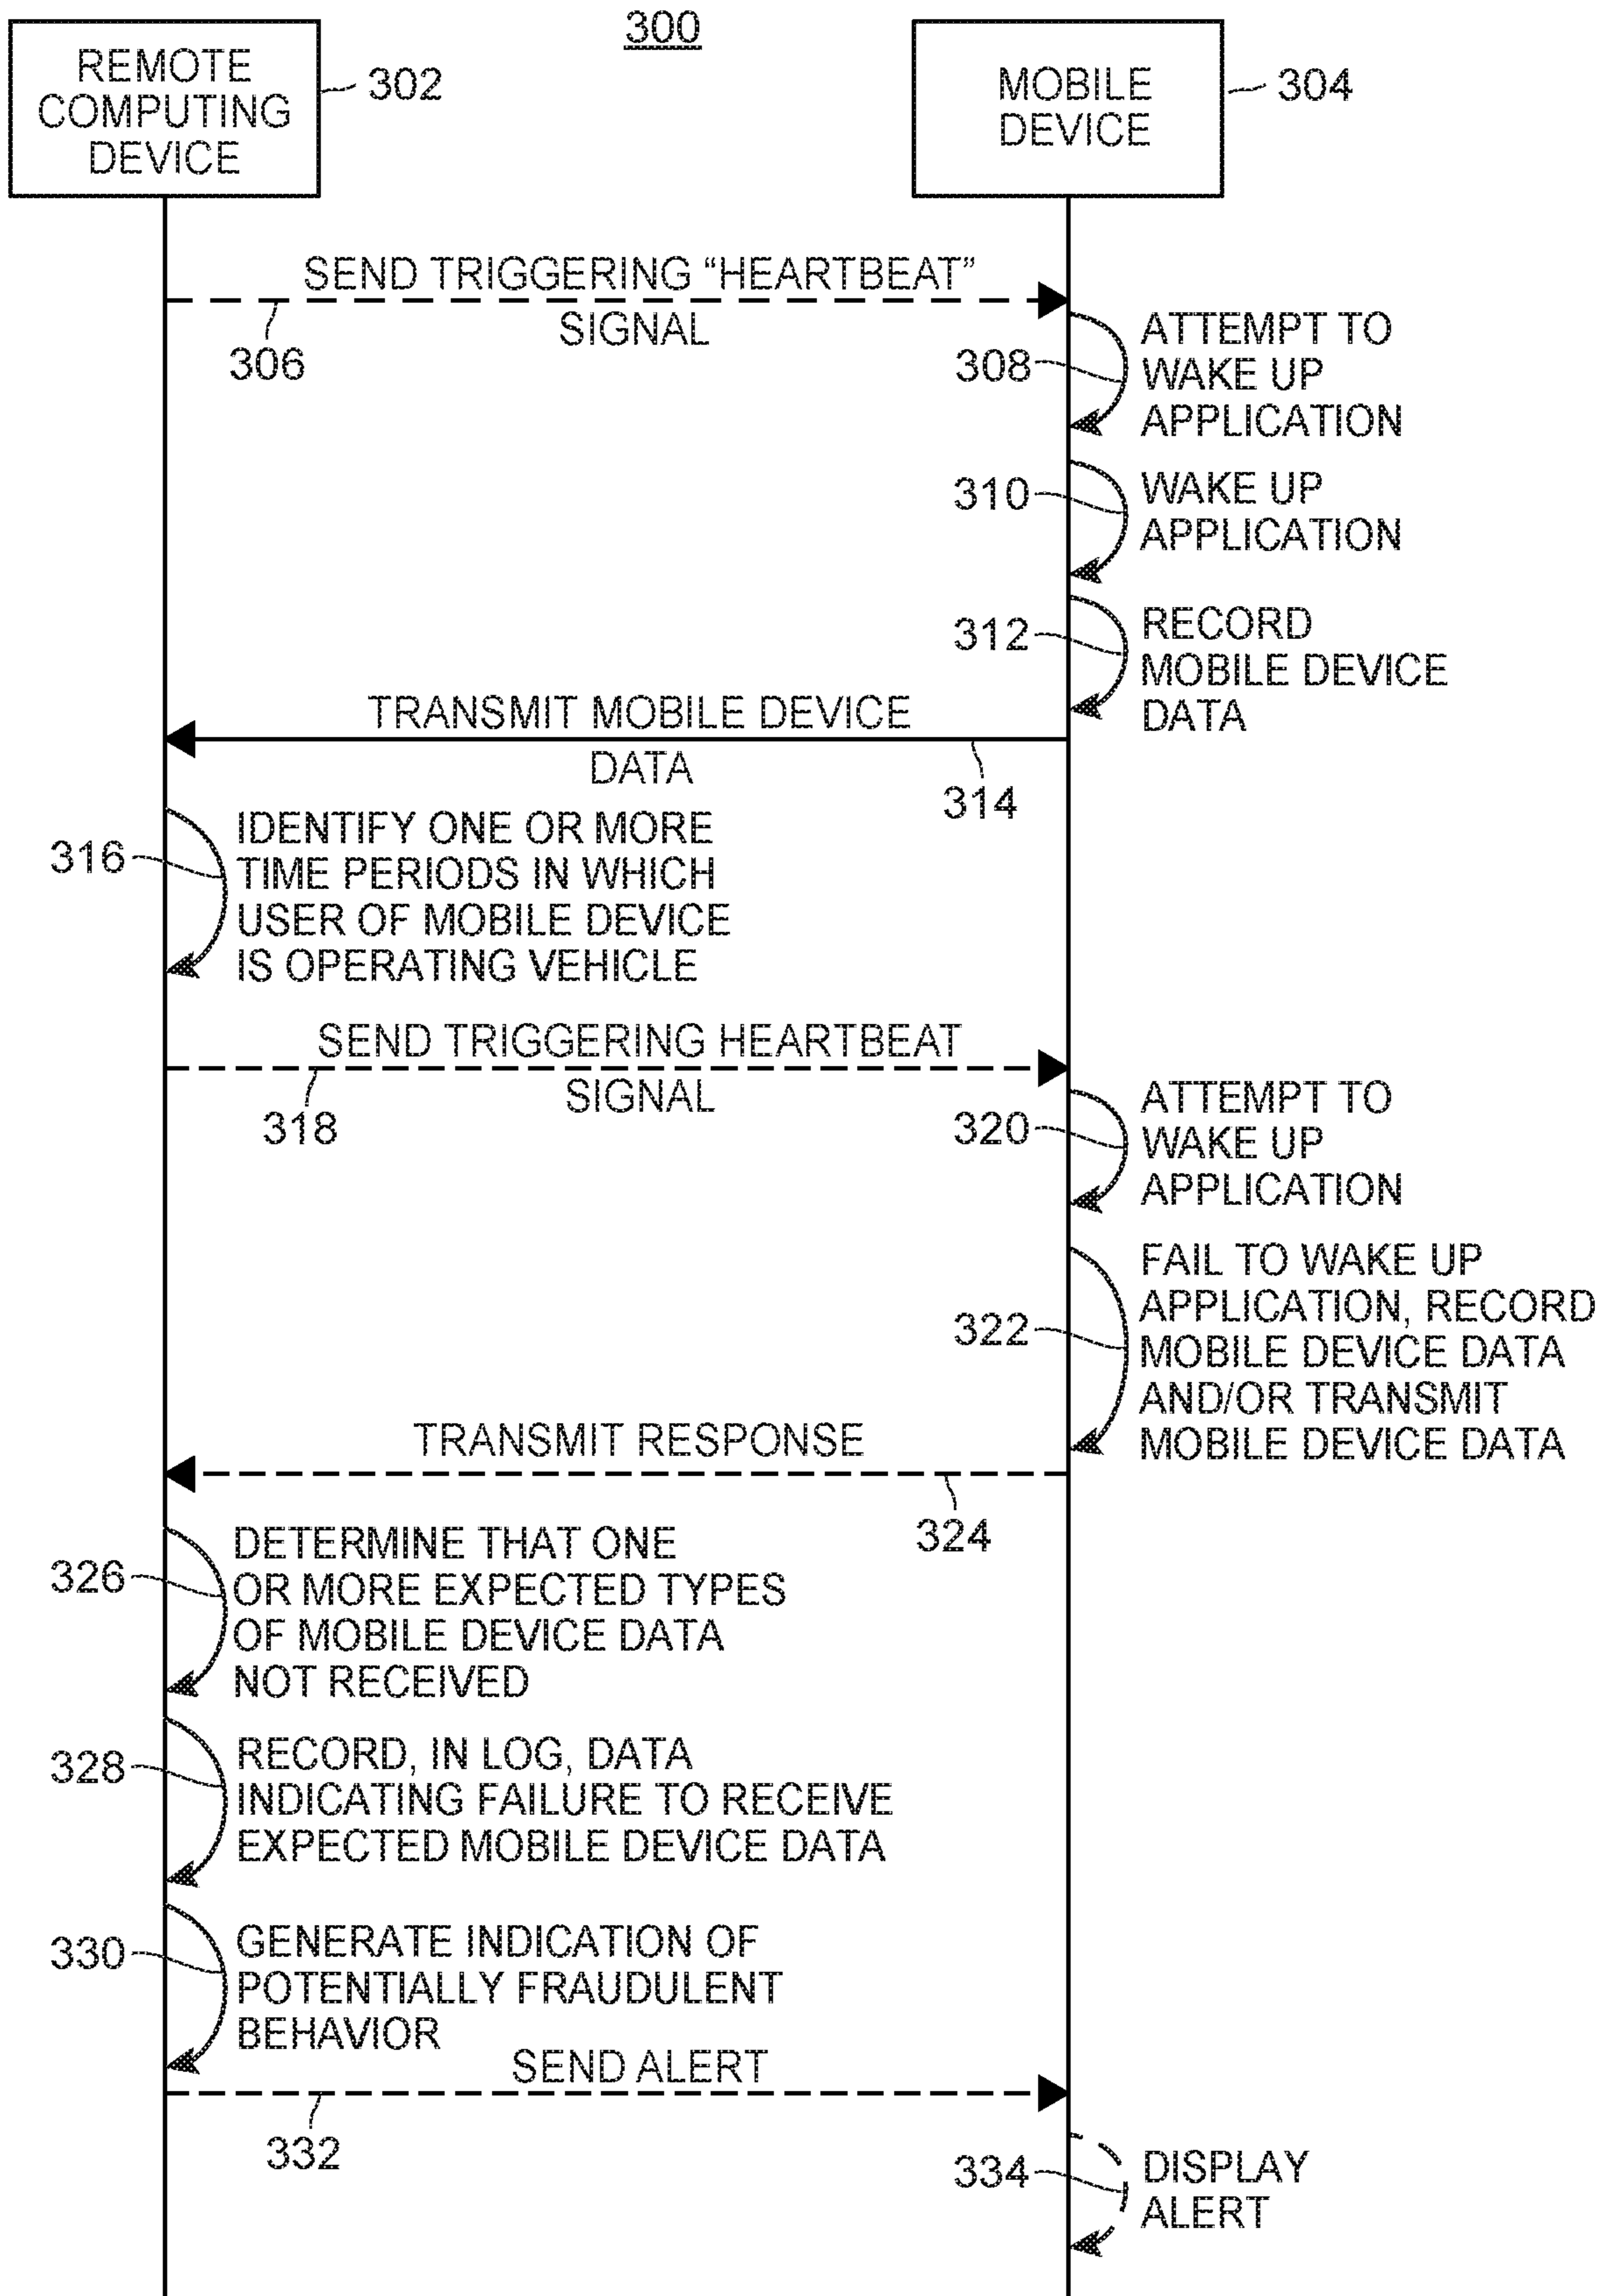 300
REMOTE
COMPUTING
DEVICE
302
MOBILE
DEVICE
304
SEND TRIGGERING “HEARTBEAT”
SIGNAL
306
308
ATTEMPT TO
WAKE UP
APPLICATION
310
WAKE UP
APPLICATION
312
RECORD
MOBILE DEVICE
DATA
TRANSMIT MOBILE DEVICE
DATA
314
316
IDENTIFY ONE OR MORE
TIME PERIODS IN WHICH
USER OF MOBILE DEVICE
IS OPERATING VEHICLE
SEND TRIGGERING HEARTBEAT
SIGNAL
318
320
ATTEMPT TO
WAKE UP
APPLICATION
322
FAIL TO WAKE UP
APPLICATION, RECORD
MOBILE DEVICE DATA
AND/OR TRANSMIT
MOBILE DEVICE DATA
TRANSMIT RESPONSE
324
326
DETERMINE THAT ONE
OR MORE EXPECTED TYPES
OF MOBILE DEVICE DATA
NOT RECEIVED
328
RECORD, IN LOG, DATA
INDICATING FAILURE TO RECEIVE
EXPECTED MOBILE DEVICE DATA
330
GENERATE INDICATION OF
POTENTIALLY FRAUDULENT
BEHAVIOR
SEND ALERT
332
334
DISPLAY
ALERT